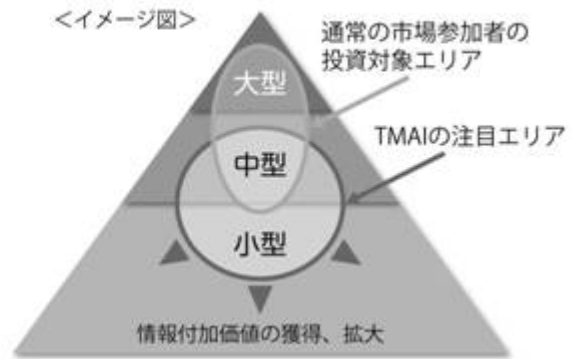 ＜イメージ図＞
通常の市場参加者の
投資対象エリア
大型
TMAIの注目エリア
中型
小型
情報付加価値の獲得、拡大